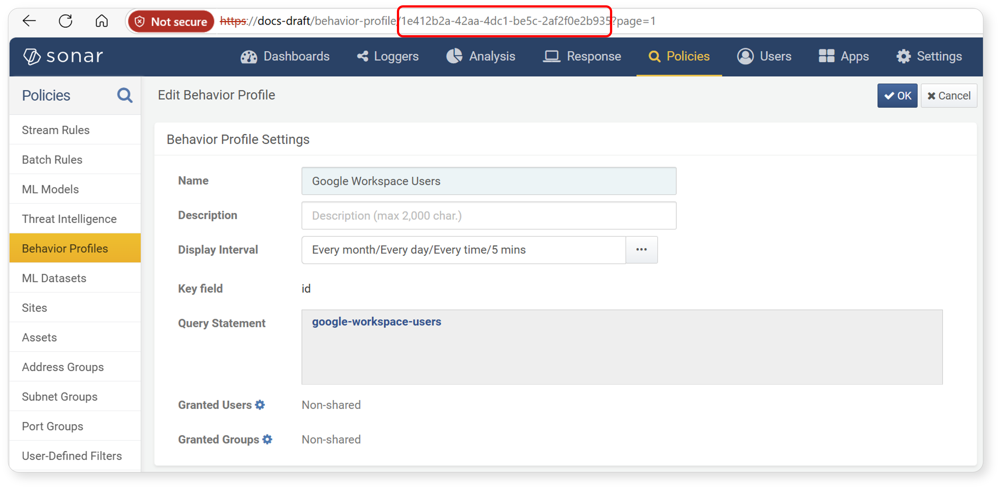 Not secure https://docs-draft/behavior-profile/1e412b2a-42aa-4dc1-be5c-2af2f0e2b935?page=1
sonar Dashboards Loggers Analysis Response Policies Users Apps Settings
Policies
Edit Behavior Profile
OK Cancel
Stream Rules
Batch Rules
ML Models
Threat Intelligence
Behavior Profiles
ML Datasets
Sites
Assets
Address Groups
Subnet Groups
Port Groups
User-Defined Filters
Behavior Profile Settings
Name Google Workspace Users
Description Description (max 2,000 char.)
Display Interval Every month/Every day/Every time/5 mins ...
Key field id
Query Statement google-workspace-users
Granted Users Non-shared
Granted Groups Non-shared